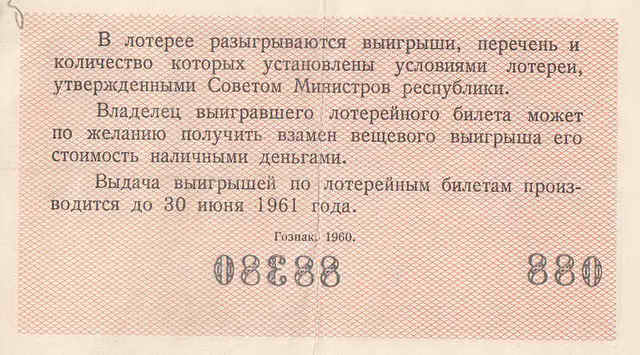 В лотерее разыгрываются выигрыши, перечень и
количество которых установлены условиями лотереи,
утвержденными Советом Министров республики.
Владелец выигравшего лотерейного билета может
по желанию получить взамен вещевого выигрыша его
стоимость наличными деньгами.
Выдача выигрышей по лотерейным билетам произ-
водится до 30 июня 1961 года.
Гознак. 1960.